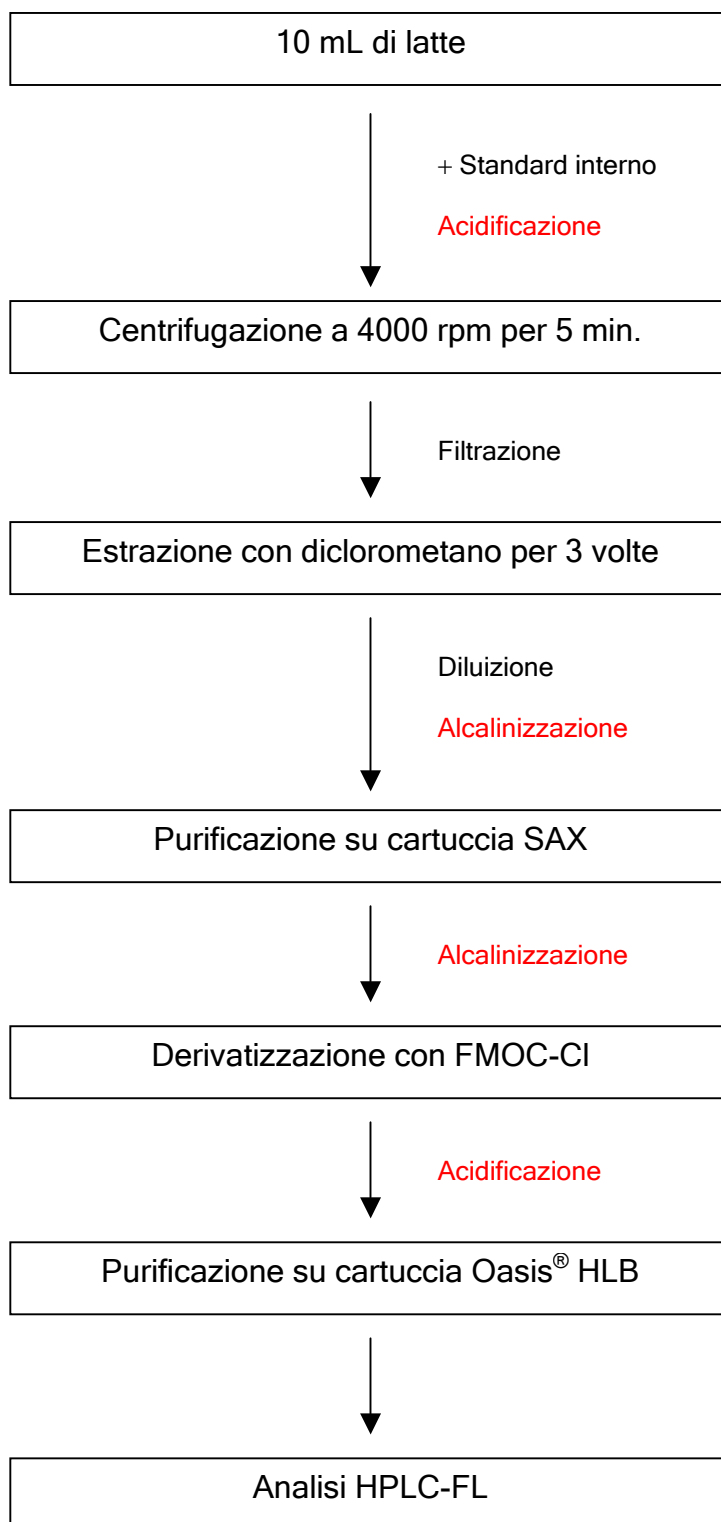 10 mL di latte
+ Standard interno
Acidificazione
Centrifugazione a 4000 rpm per 5 min.
Filtrazione
Estrazione con diclorometano per 3 volte
Diluizione
Alcalinizzazione
Purificazione su cartuccia SAX
Alcalinizzazione
Derivatizzazione con FMOC-Cl
Acidificazione
Purificazione su cartuccia Oasis® HLB
Analisi HPLC-FL